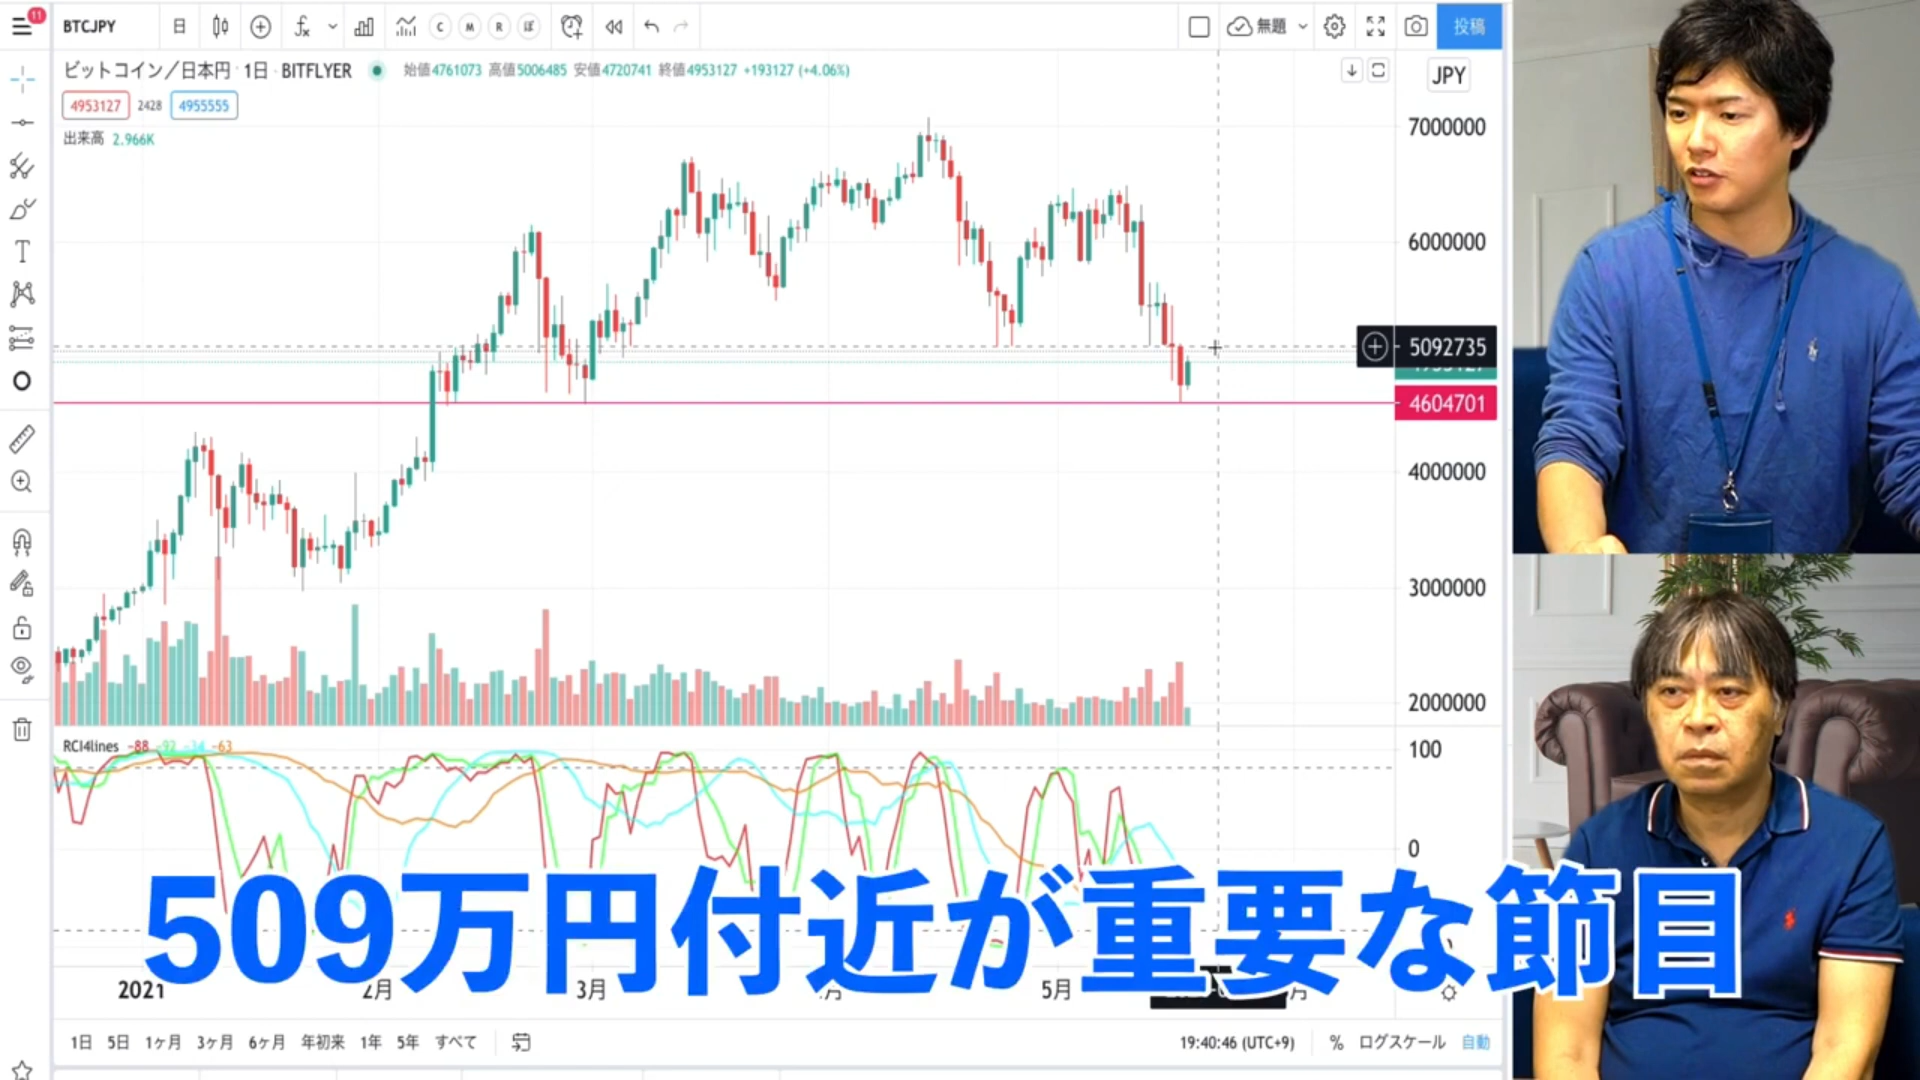 11
BTCJPY
日
C
M
R
ぼ
無題
投稿
ビットコイン／日本円・1日・BITFLYER
始値4761073 高値5006485 安値4720741 終値4953127 +193127 (+4.06%)
JPY
4953127 2428 4955555
出来高 2.966K
7000000
6000000
5092735
4604701
4000000
3000000
2000000
RCI4lines -88 -92 -34 -63
100
0
509万円付近が重要な節目
2021
2月
3月
5月
1日 5日 1ヶ月 3ヶ月 6ヶ月 年初来 1年 5年 すべて
19:40:46 (UTC+9)
% ログスケール 自動